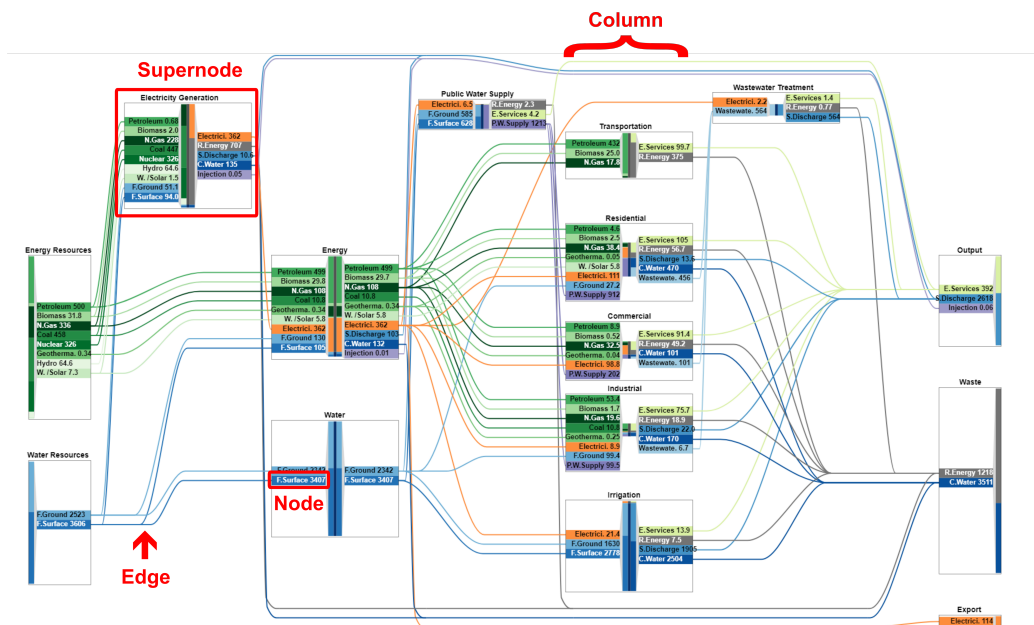 Column
Supernode
Electricity Generation
Petroleum 0.68
Biomass 2.0
N.Gas 228
Coal 447
Nuclear 326
Hydro 64.6
W. /Solar 1.5
F.Ground 51.1
F.Surface 94.0
Electrici. 362
R.Energy 707
S.Discharge 10.6
C.Water 135
Injection 0.05
Public Water Supply
Electrici. 6.5
F.Ground 585
F.Surface 628
R.Energy 2.3
E.Services 4.2
P.W.Supply 1213
Wastewater Treatment
Electrici. 2.2
Wastewate. 564
E.Services 1.4
R.Energy 0.77
S.Discharge 564
Transportation
Petroleum 432
Biomass 25.0
N.Gas 17.8
E.Services 99.7
R.Energy 375
Energy Resources
Petroleum 500
Biomass 31.8
N.Gas 336
Coal 458
Nuclear 326
Geotherma. 0.34
Hydro 64.6
W. /Solar 7.3
Energy
Petroleum 499
Biomass 29.8
N.Gas 108
Coal 10.8
Geotherma. 0.34
W. /Solar 5.8
Electrici. 362
F.Ground 130
F.Surface 105
Petroleum 499
Biomass 29.7
N.Gas 108
Coal 10.8
Geotherma. 0.34
W. /Solar 5.8
Electrici. 362
S.Discharge 103
C.Water 132
Injection 0.01
Residential
Petroleum 4.6
Biomass 2.5
N.Gas 38.4
Geotherma. 0.05
W. /Solar 5.8
Electrici. 111
F.Ground 27.2
P.W.Supply 912
E.Services 105
R.Energy 56.7
S.Discharge 13.6
C.Water 470
Wastewate. 456
Output
E.Services 392
S.Discharge 2618
Injection 0.06
Commercial
Petroleum 8.9
Biomass 0.52
N.Gas 32.5
Geotherma. 0.04
Electrici. 98.8
P.W.Supply 202
E.Services 91.4
R.Energy 49.2
C.Water 101
Wastewate. 101
Industrial
Petroleum 53.4
Biomass 1.7
N.Gas 19.6
Coal 10.8
Geotherma. 0.25
Electrici. 8.9
F.Ground 99.4
P.W.Supply 99.5
E.Services 75.7
R.Energy 18.9
S.Discharge 22.0
C.Water 170
Wastewate. 6.7
Waste
R.Energy 1218
C.Water 3511
Water Resources
F.Ground 2523
F.Surface 3606
Water
F.Ground 2342
F.Surface 3407
F.Ground 2342
F.Surface 3407
Node
Edge
Irrigation
Electrici. 21.4
F.Ground 1630
F.Surface 2778
E.Services 13.9
R.Energy 7.5
S.Discharge 1905
C.Water 2504
Export
Electrici. 114